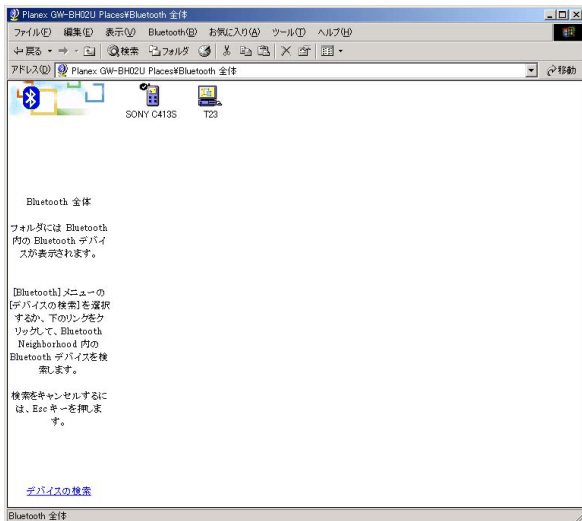 Planex GW-BH02U Places¥Bluetooth 全体
ファイル(F) 編集(E) 表示(V) Bluetooth(B) お気に入り(A) ツール(T) ヘルプ(H)
戻る 検索 フォルダ
アドレス(D) Planex GW-BH02U Places¥Bluetooth 全体 移動
SONY C413S T23
Bluetooth 全体
フォルダには Bluetooth
内の Bluetooth デバイ
スが表示されます。
[Bluetooth]メニューの
[デバイスの検索]を選択
するか、下のリンクをク
リックして、Bluetooth
Neighborhood 内の
Bluetooth デバイスを検
索します。
検索をキャンセルするに
は、Esc キーを押しま
す。
デバイスの検索
Bluetooth 全体